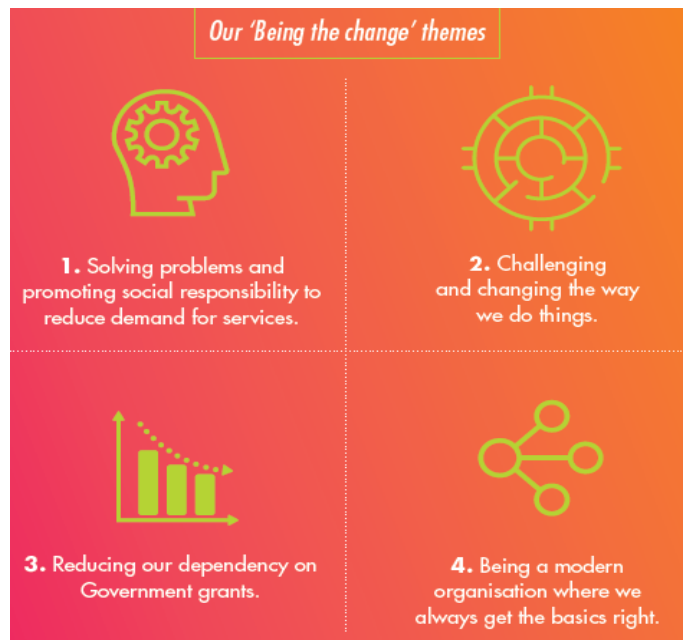 Our 'Being the change' themes
1. Solving problems and
promoting social responsibility to
reduce demand for services.
2. Challenging
and changing the way
we do things.
3. Reducing our dependency on
Government grants.
4. Being a modern
organisation where we
always get the basics right.